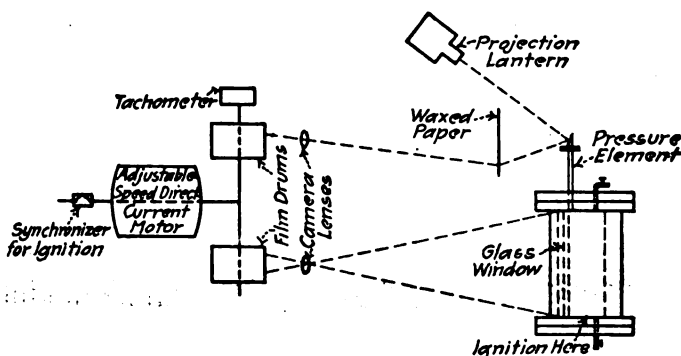 Projection
Lantern
Tachometer
Waxed
Paper
Pressure
Element
Adjustable
Speed Direct
Current
Motor
Film Drums
Camera
Lenses
Synchronizer
for Ignition
Glass
Window
Ignition Here